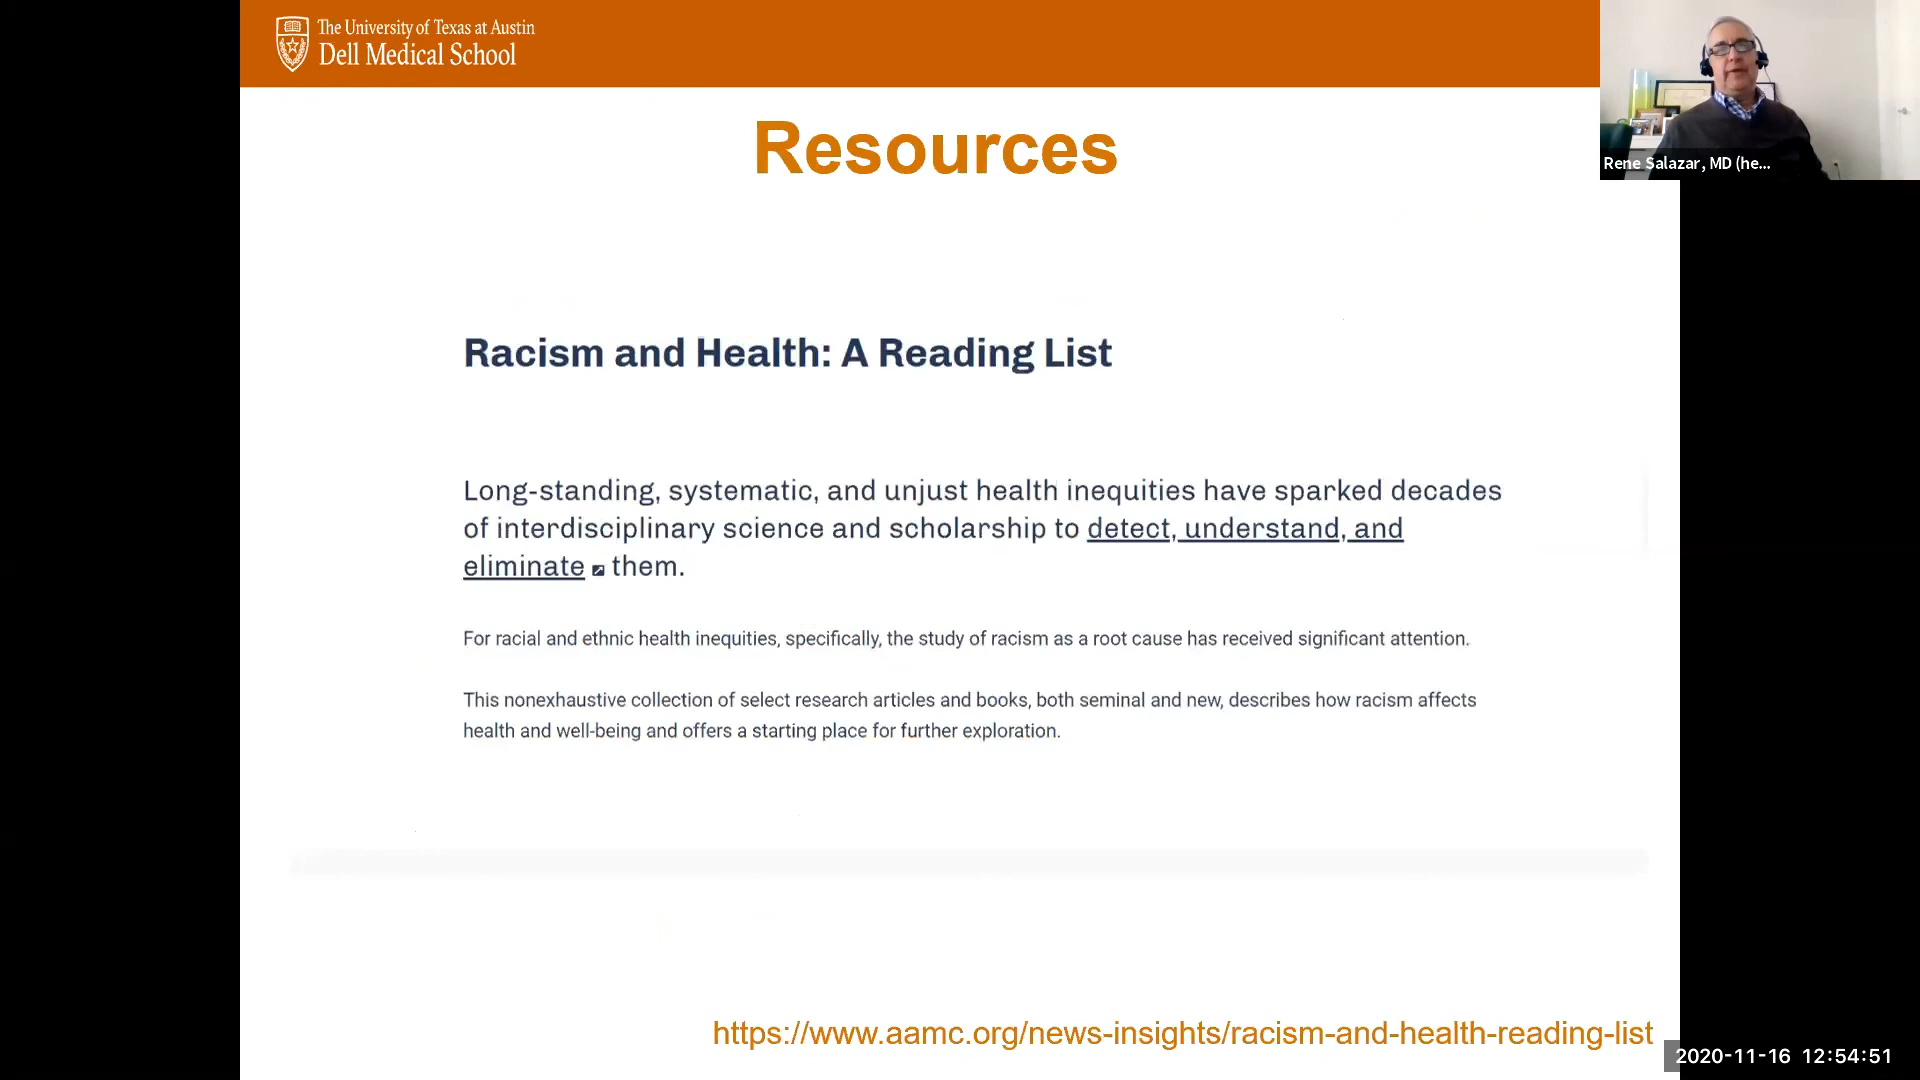 The University of Texas at Austin
Dell Medical School
Rene Salazar, MD (he...
Resources
Racism and Health: A Reading List
Long-standing, systematic, and unjust health inequities have sparked decades
of interdisciplinary science and scholarship to detect, understand, and
eliminate them.
For racial and ethnic health inequities, specifically, the study of racism as a root cause has received significant attention.
This nonexhaustive collection of select research articles and books, both seminal and new, describes how racism affects
health and well-being and offers a starting place for further exploration.
https://www.aamc.org/news-insights/racism-and-health-reading-list
2020-11-16 12:54:51